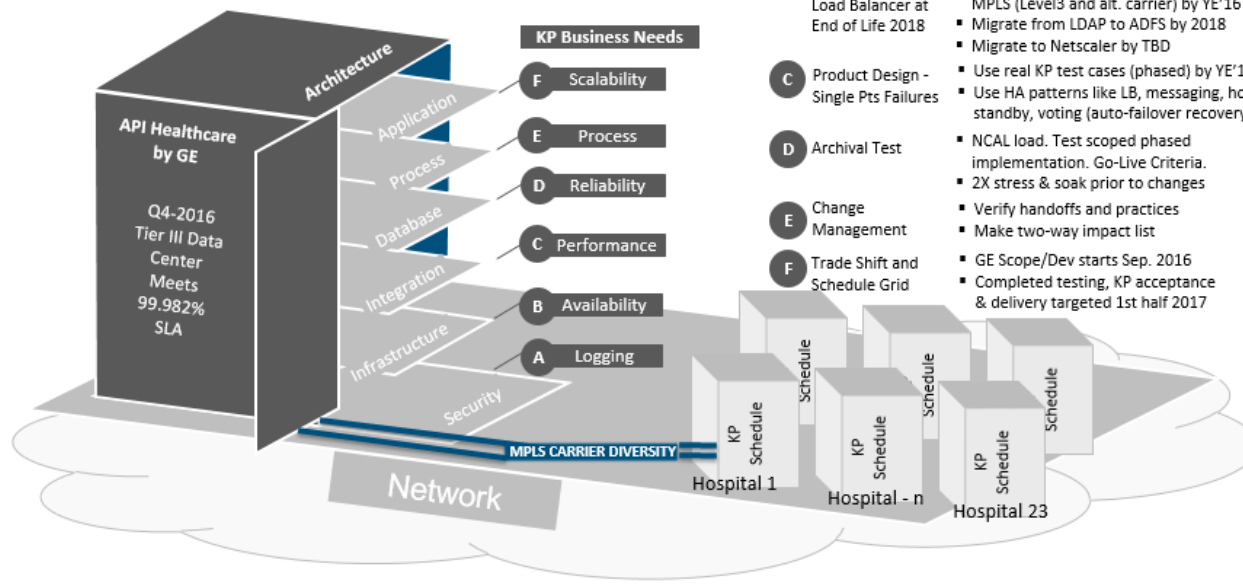 Architecture
API Healthcare
by GE
Q4-2016
Tier III Data
Center
Meets
99.982%
SLA
Application
Process
Database
Integration
Infrastructure
Security
KP Business Needs
F Scalability
E Process
D Reliability
C Performance
B Availability
A Logging
Load Balancer at
End of Life 2018
MPLS (Level3 and alt. carrier) by YE'16
▪ Migrate from LDAP to ADFS by 2018
▪ Migrate to Netscaler by TBD
C Product Design -
Single Pts Failures
▪ Use real KP test cases (phased) by
▪ Use HA patterns like LB, messaging,
standby, voting (auto-failover recovery
D Archival Test
▪ NCAL load. Test scoped phased
implementation. Go-Live Criteria.
▪ 2X stress & soak prior to changes
E Change
Management
▪ Verify handoffs and practices
▪ Make two-way impact list
F Trade Shift and
Schedule Grid
▪ GE Scope/Dev starts Sep. 2016
▪ Completed testing, KP acceptance
& delivery targeted 1st half 2017
Schedule
Schedule
Schedule
KP
Schedule
KP
Schedule
KP
Schedule
MPLS CARRIER DIVERSITY
Hospital 1
Hospital - n
Hospital 23
Network